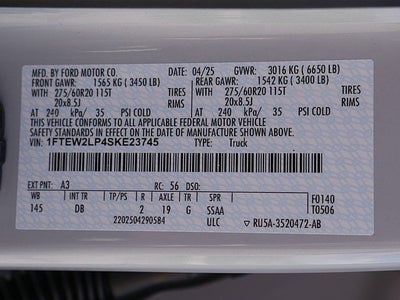 MFD. BY FORD MOTOR CO. 04/25 GVWR: 3016 KG ( 6650 LB)
FRONT GAWR: 1565 KG ( 3450 LB) REAR GAWR: 1542 KG ( 3400 LB)
WITH 275/60R20 115T TIRES WITH 275/60R20 115T TIRES
20x8.5J RIMS 20x8.5J RIMS
AT 240 kPa/ 35 PSI COLD AT 240 kPa/ 35 PSI COLD
THIS VEHICLE CONFORMS TO ALL APPLICABLE FEDERAL MOTOR VEHICLE
SAFETY STANDARDS IN EFFECT ON THE DATE OF MANUFACTURE SHOWN ABOVE.
VIN: 1FTEW2LP4SKE23745 TYPE: Truck
EXT PNT: A3 RC: 56 DSO:
WB INT TR TP/PS R AXLE TR SPR F0140
145 DB 2 19 G SSAA T0506
2202504290584 ULC ▼ RU5A-3520472-AB